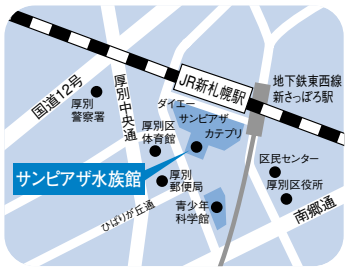 国道12号
厚別
警察署
厚別中央通
JR新札幌駅
地下鉄東西線
新さっぽろ駅
ダイエー
サンピアザ
カテプリ
厚別区
体育館
サンピアザ水族館
厚別
郵便局
ひばりが丘通
青少年
科学館
区民センター
厚別区役所
南郷通